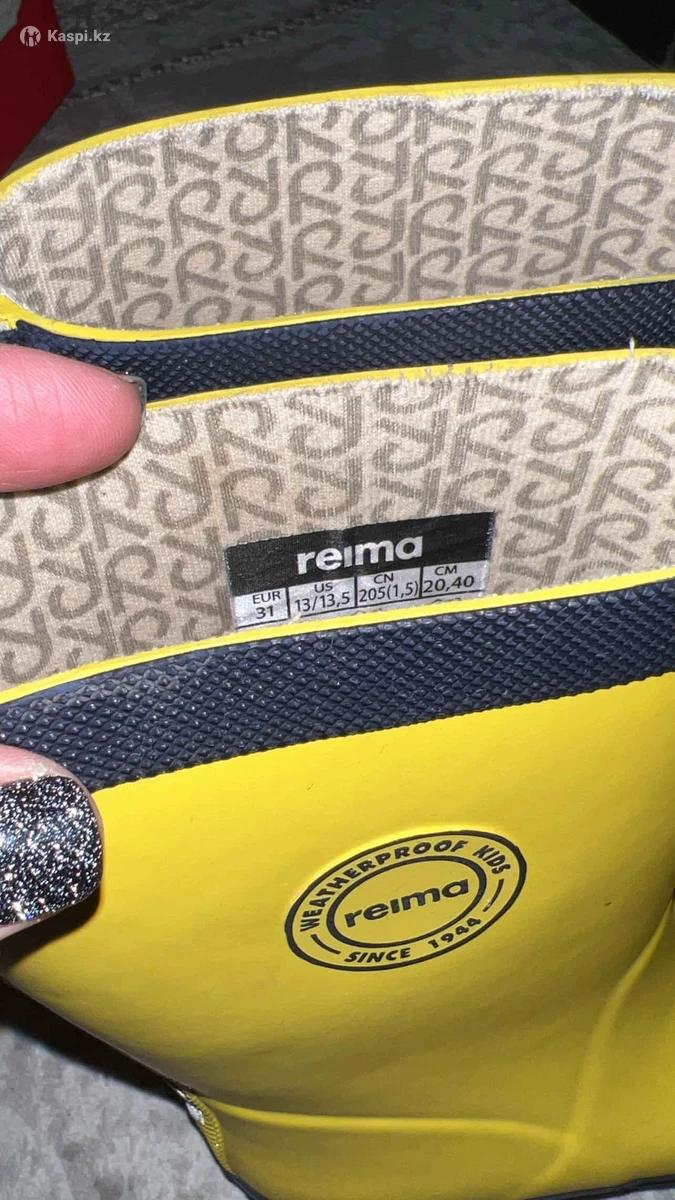 Kaspi.kz
reima
EUR US CN CM
31 13/13,5 205(1,5) 20,40
WEATHERPROOF KIDS
reima
SINCE 1944